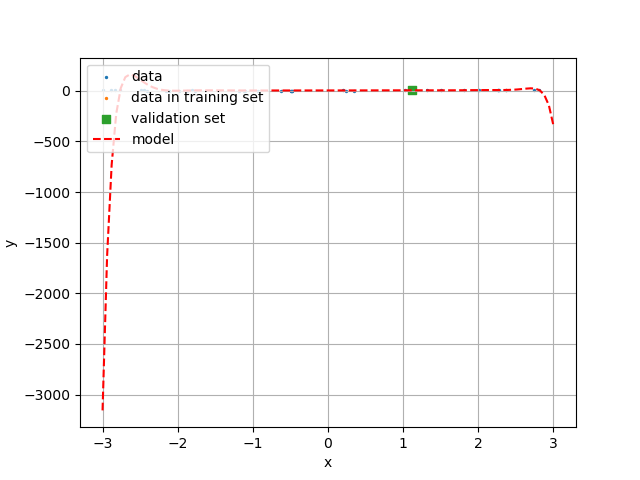 data
data in training set
validation set
model
0
−500
−1000
−1500
−2000
−2500
−3000
y
−3 −2 −1 0 1 2 3
x